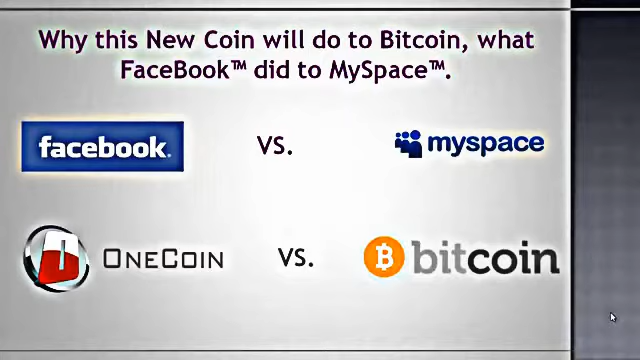 Why this New Coin will do to Bitcoin, what
FaceBook™ did to MySpace™.
facebook. vs. myspace
ONECOIN vs. bitcoin